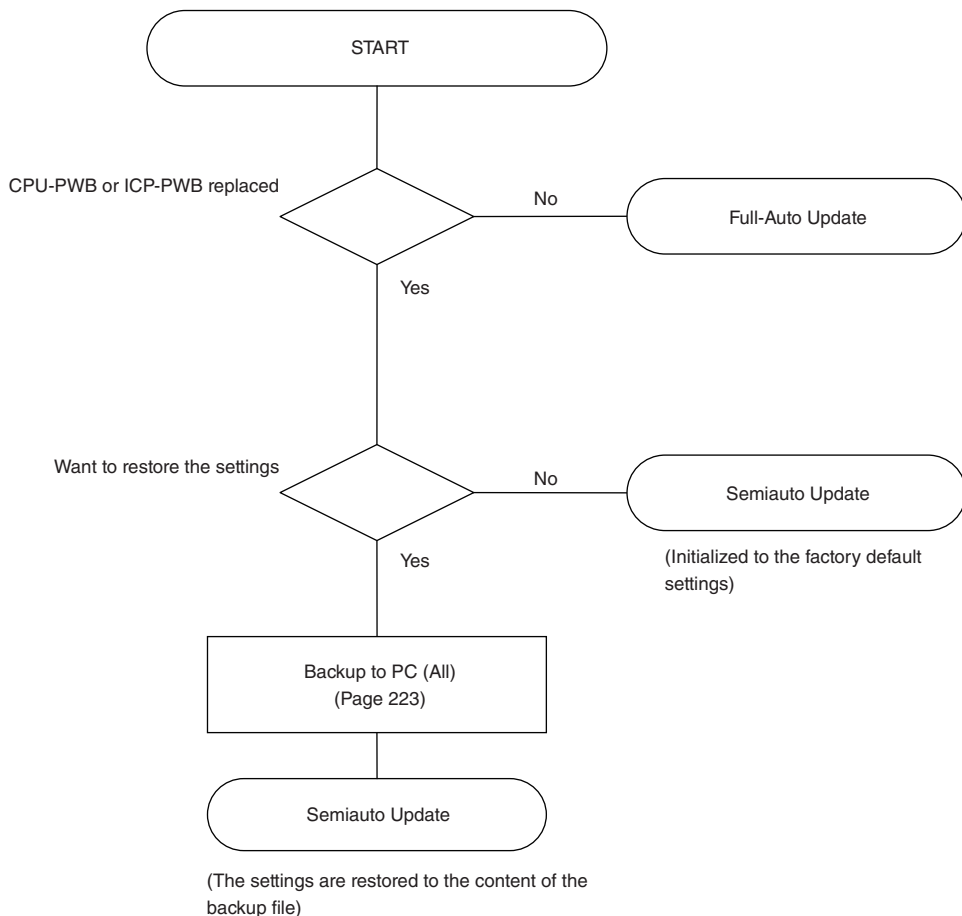 START
CPU-PWB or ICP-PWB replaced
No
Full-Auto Update
Yes
Want to restore the settings
No
Semiauto Update
(Initialized to the factory default
settings)
Yes
Backup to PC (All)
(Page 223)
Semiauto Update
(The settings are restored to the content of the
backup file)